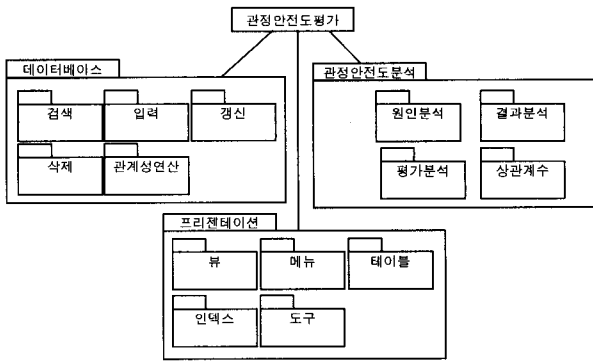 관정안전도평가
데이터베이스
검색
입력
갱신
삭제
관계성연산
관정안전도분석
원인분석
결과분석
평가분석
상관계수
프리젠테이션
뷰
메뉴
테이블
인덱스
도구